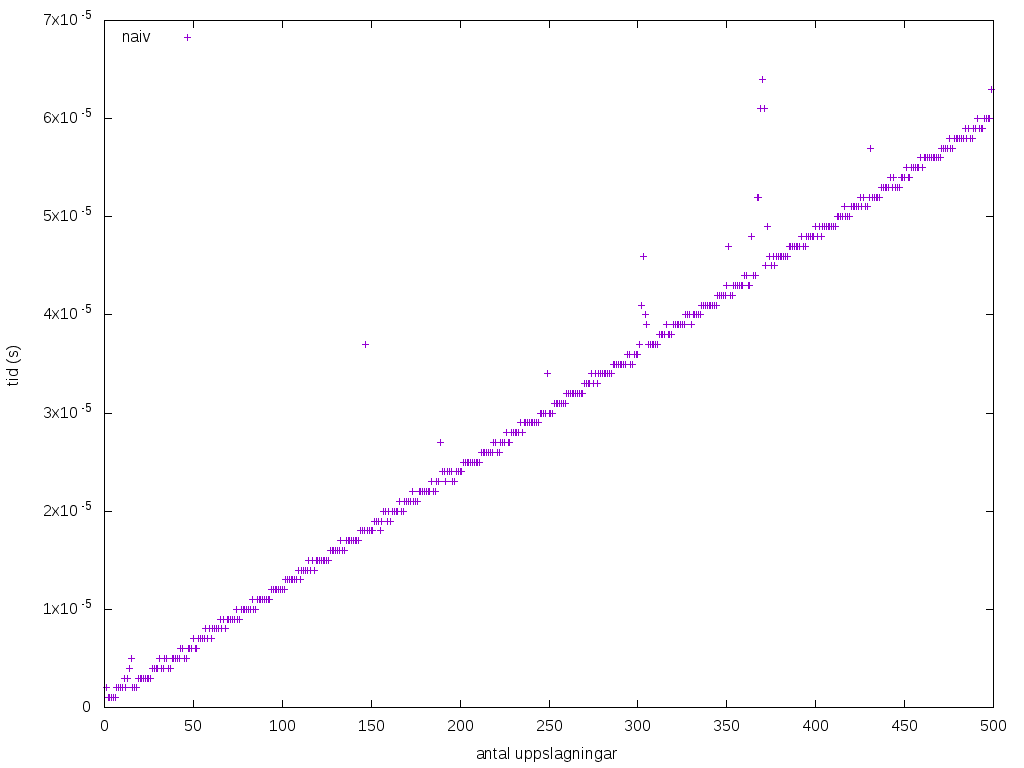 7x10⁻⁵
naiv
6x10⁻⁵
5x10⁻⁵
4x10⁻⁵
tid (s)
3x10⁻⁵
2x10⁻⁵
1x10⁻⁵
0
0 50 100 150 200 250 300 350 400 450 500
antal uppslagningar